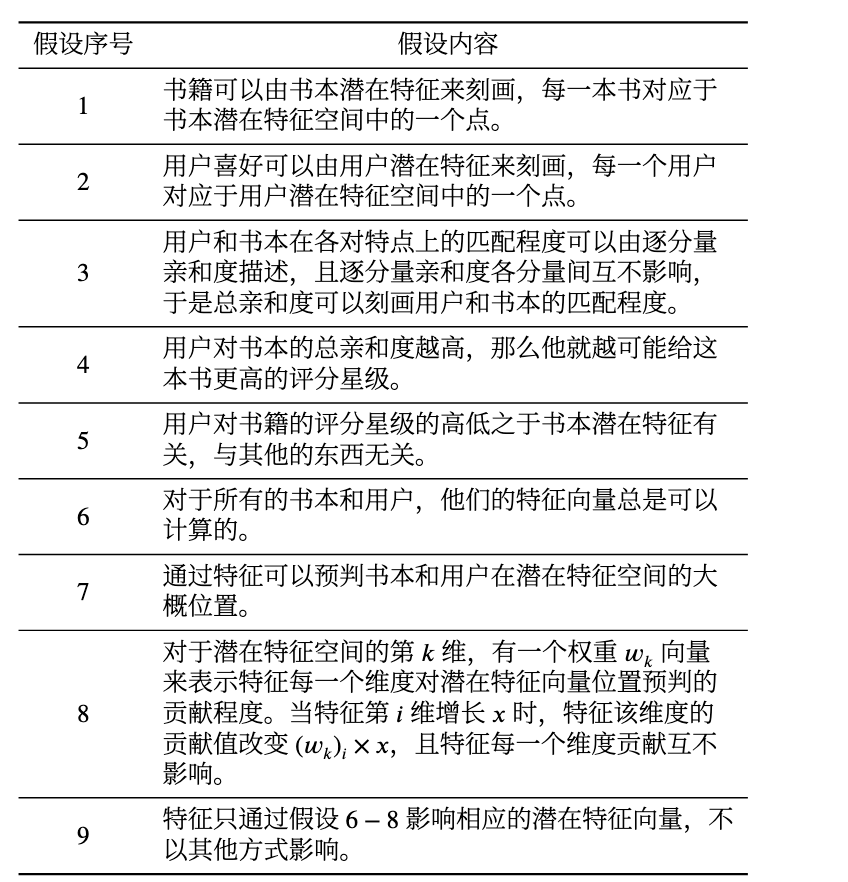 假设序号 假设内容
1 书籍可以由书本潜在特征来刻画，每一本书对应于
书本潜在特征空间中的一个点。
2 用户喜好可以由用户潜在特征来刻画，每一个用户
对应于用户潜在特征空间中的一个点。
3 用户和书本在各对特点上的匹配程度可以由逐分量
亲和度描述，且逐分量亲和度各分量间互不影响，
于是总亲和度可以刻画用户和书本的匹配程度。
4 用户对书本的总亲和度越高，那么他就越可能给这
本书更高的评分星级。
5 用户对书籍的评分星级的高低之于书本潜在特征有
关，与其他的东西无关。
6 对于所有的书本和用户，他们的特征向量总是可以
计算的。
7 通过特征可以预判书本和用户在潜在特征空间的大
概位置。
8 对于潜在特征空间的第 k 维，有一个权重 w_k 向量
来表示特征每一个维度对潜在特征向量位置预判的
贡献程度。当特征第 i 维增长 x 时，特征该维度的
贡献值改变 (w_k)_i × x，且特征每一个维度贡献互不
影响。
9 特征只通过假设 6 − 8 影响相应的潜在特征向量，不
以其他方式影响。